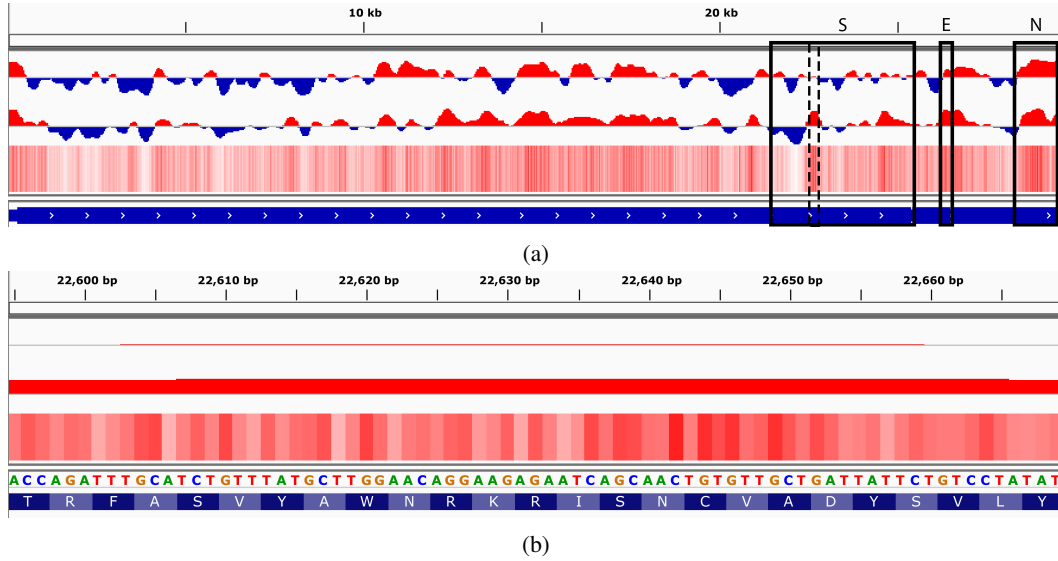 10 kb 20 kb S E N
(a)
22,600 bp 22,610 bp 22,620 bp 22,630 bp 22,640 bp 22,650 bp 22,660 bp
ACCAGATTTGCATCTGTTTATGCTTGGAACAGGAAGAGAATCAGCAACTGTGTTGCTGATTATTCTGTCCTATAT
T R F A S V Y A W N R K R I S N C V A D Y S V L Y
(b)